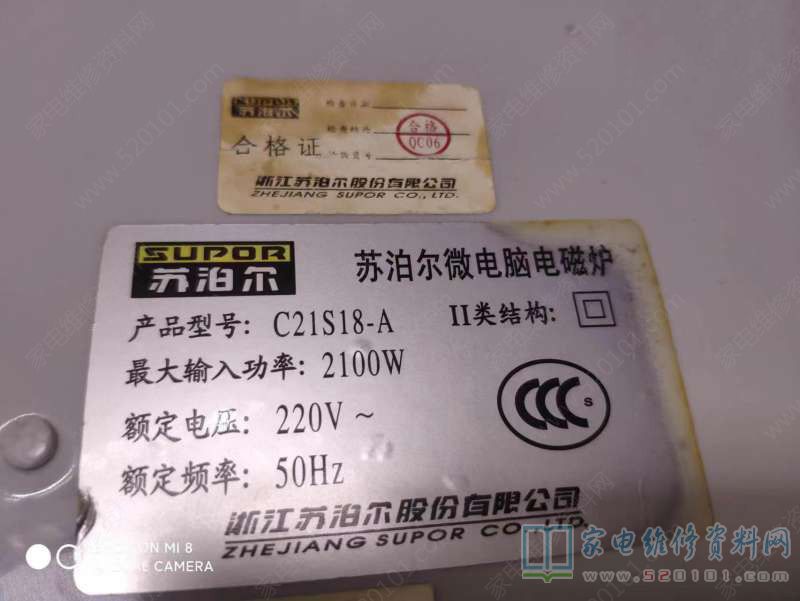 SUPOR
苏泊尔
合格证
合格
QC06
浙江苏泊尔股份有限公司
ZHEJIANG SUPOR CO., LTD.
SUPOR
苏泊尔
苏泊尔微电脑电磁炉
产品型号: C21S18-A
II类结构:
最大输入功率: 2100W
额定电压: 220V ~
额定频率: 50Hz
CCC
S
浙江苏泊尔股份有限公司
ZHEJIANG SUPOR CO., LTD.
ON MI 8
CAMERA
家电维修资料网
www.520101.com